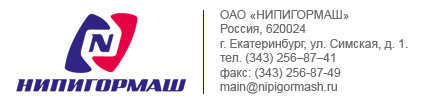 N
НИПИГОРМАШ
ОАО «НИПИГОРМАШ»
Россия, 620024
г. Екатеринбург, ул. Симская, д. 1.
тел. (343) 256–87–41
факс: (343) 256-87-49
main@nipigormash.ru